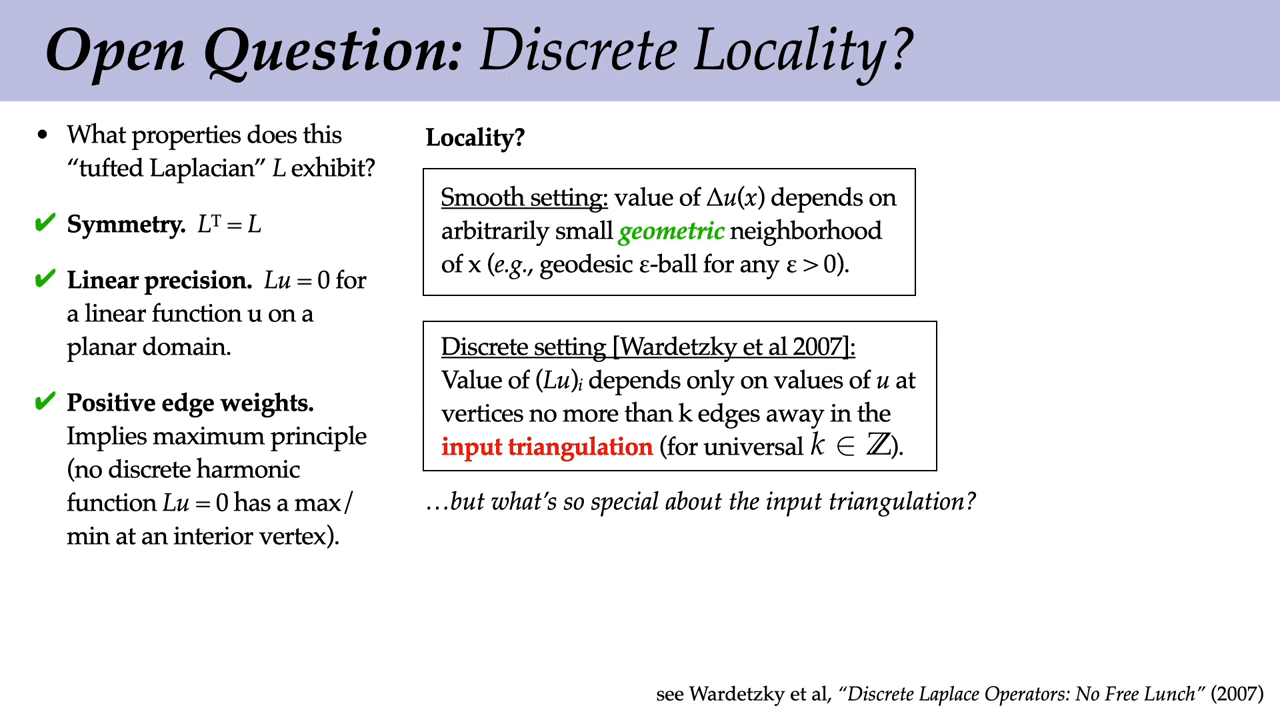 Open Question: Discrete Locality?
• What properties does this
“tufted Laplacian” L exhibit?
✔ Symmetry. Lᵀ = L
✔ Linear precision. Lu = 0 for
a linear function u on a
planar domain.
✔ Positive edge weights.
Implies maximum principle
(no discrete harmonic
function Lu = 0 has a max/
min at an interior vertex).
Locality?
Smooth setting: value of Δu(x) depends on
arbitrarily small geometric neighborhood
of x (e.g., geodesic ε-ball for any ε > 0).
Discrete setting [Wardetzky et al 2007]:
Value of (Lu)ᵢ depends only on values of u at
vertices no more than k edges away in the
input triangulation (for universal k ∈ ℤ).
…but what’s so special about the input triangulation?
see Wardetzky et al, “Discrete Laplace Operators: No Free Lunch” (2007)